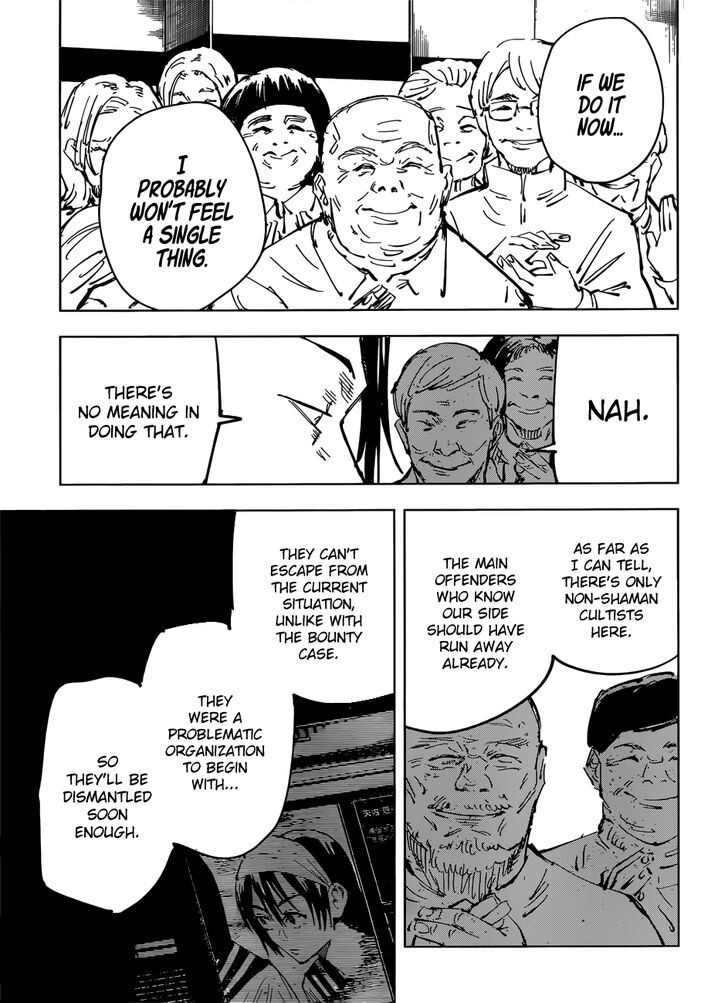 IF WE
DO IT
NOW...
I
PROBABLY
WON'T FEEL
A SINGLE
THING.
NAH.
THERE'S
NO MEANING IN
DOING THAT.
AS FAR AS
I CAN TELL,
THERE'S ONLY
NON-SHAMAN
CULTISTS
HERE.
THE MAIN
OFFENDERS
WHO KNOW
OUR SIDE
SHOULD HAVE
RUN AWAY
ALREADY.
THEY CAN'T
ESCAPE FROM
THE CURRENT
SITUATION,
UNLIKE WITH
THE BOUNTY
CASE.
THEY
WERE A
PROBLEMATIC
ORGANIZATION
TO BEGIN
WITH...
SO
THEY'LL BE
DISMANTLED
SOON
ENOUGH.